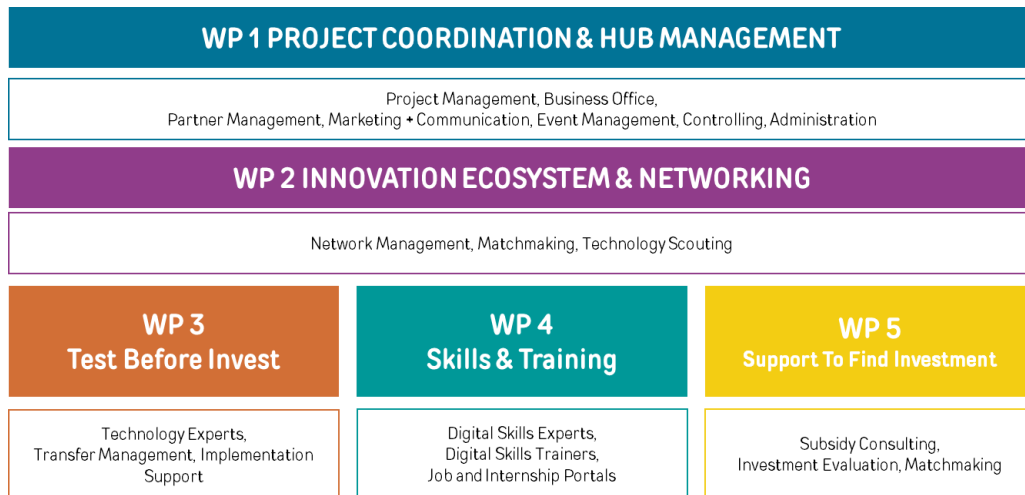 WP 1 PROJECT COORDINATION & HUB MANAGEMENT
Project Management, Business Office,
Partner Management, Marketing + Communication, Event Management, Controlling, Administration
WP 2 INNOVATION ECOSYSTEM & NETWORKING
Network Management, Matchmaking, Technology Scouting
WP 3
Test Before Invest
Technology Experts,
Transfer Management, Implementation
Support
WP 4
Skills & Training
Digital Skills Experts,
Digital Skills Trainers,
Job and Internship Portals
WP 5
Support To Find Investment
Subsidy Consulting,
Investment Evaluation, Matchmaking